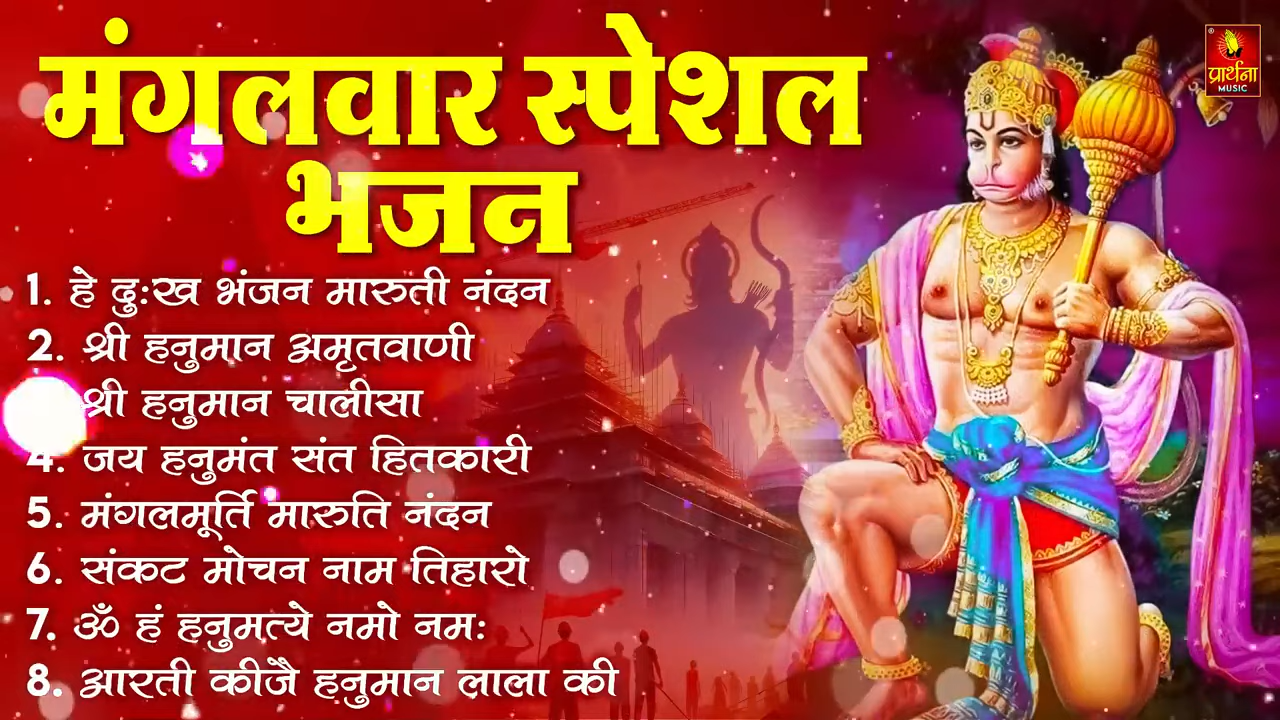 मंगलवार स्पेशल
भजन
प्रार्थना
MUSIC
1. हे दुःख भंजन मारुती नंदन
2. श्री हनुमान अमृतवाणी
श्री हनुमान चालीसा
4. जय हनुमंत संत हितकारी
5. मंगलमूर्ति मारुति नंदन
6. संकट मोचन नाम तिहारो
7. ॐ हं हनुमत्ये नमो नमः
8. आरती कीजै हनुमान लाला की